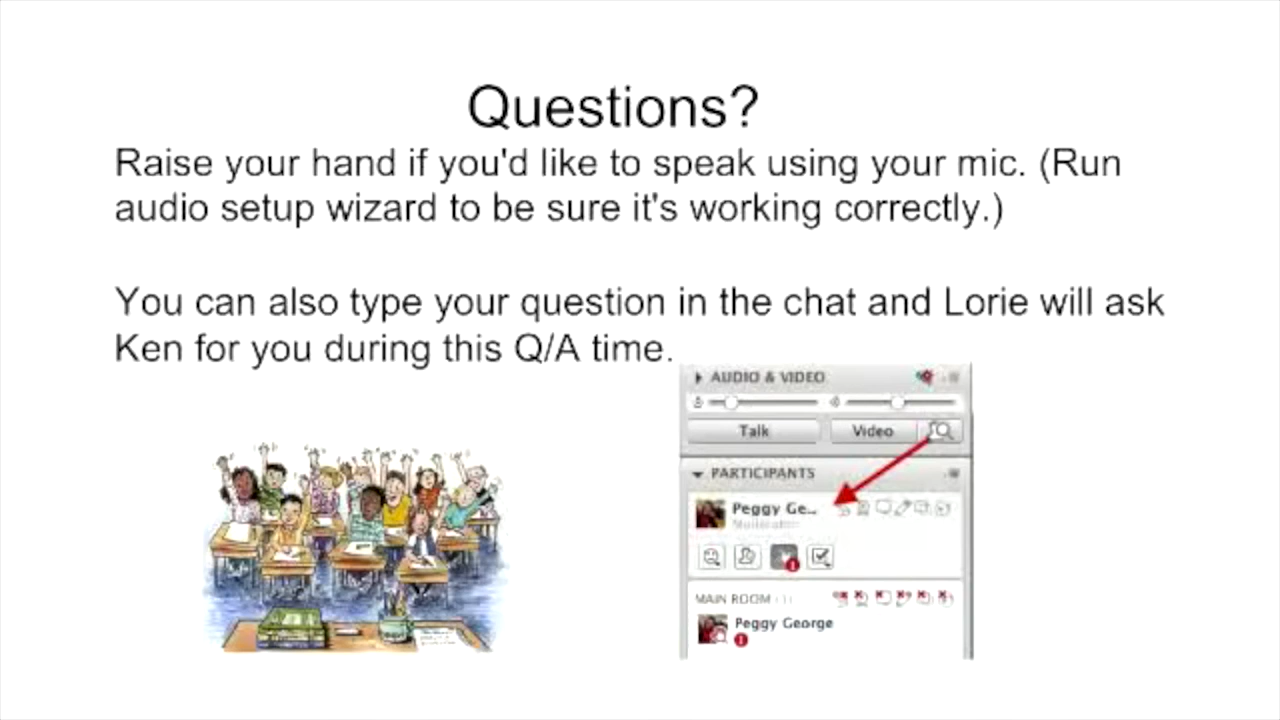 Questions?
Raise your hand if you'd like to speak using your mic. (Run
audio setup wizard to be sure it's working correctly.)
You can also type your question in the chat and Lorie will ask
Ken for you during this Q/A time.
AUDIO & VIDEO
Talk
Video
PARTICIPANTS
Peggy Ge...
Moderator
MAIN ROOM
Peggy George